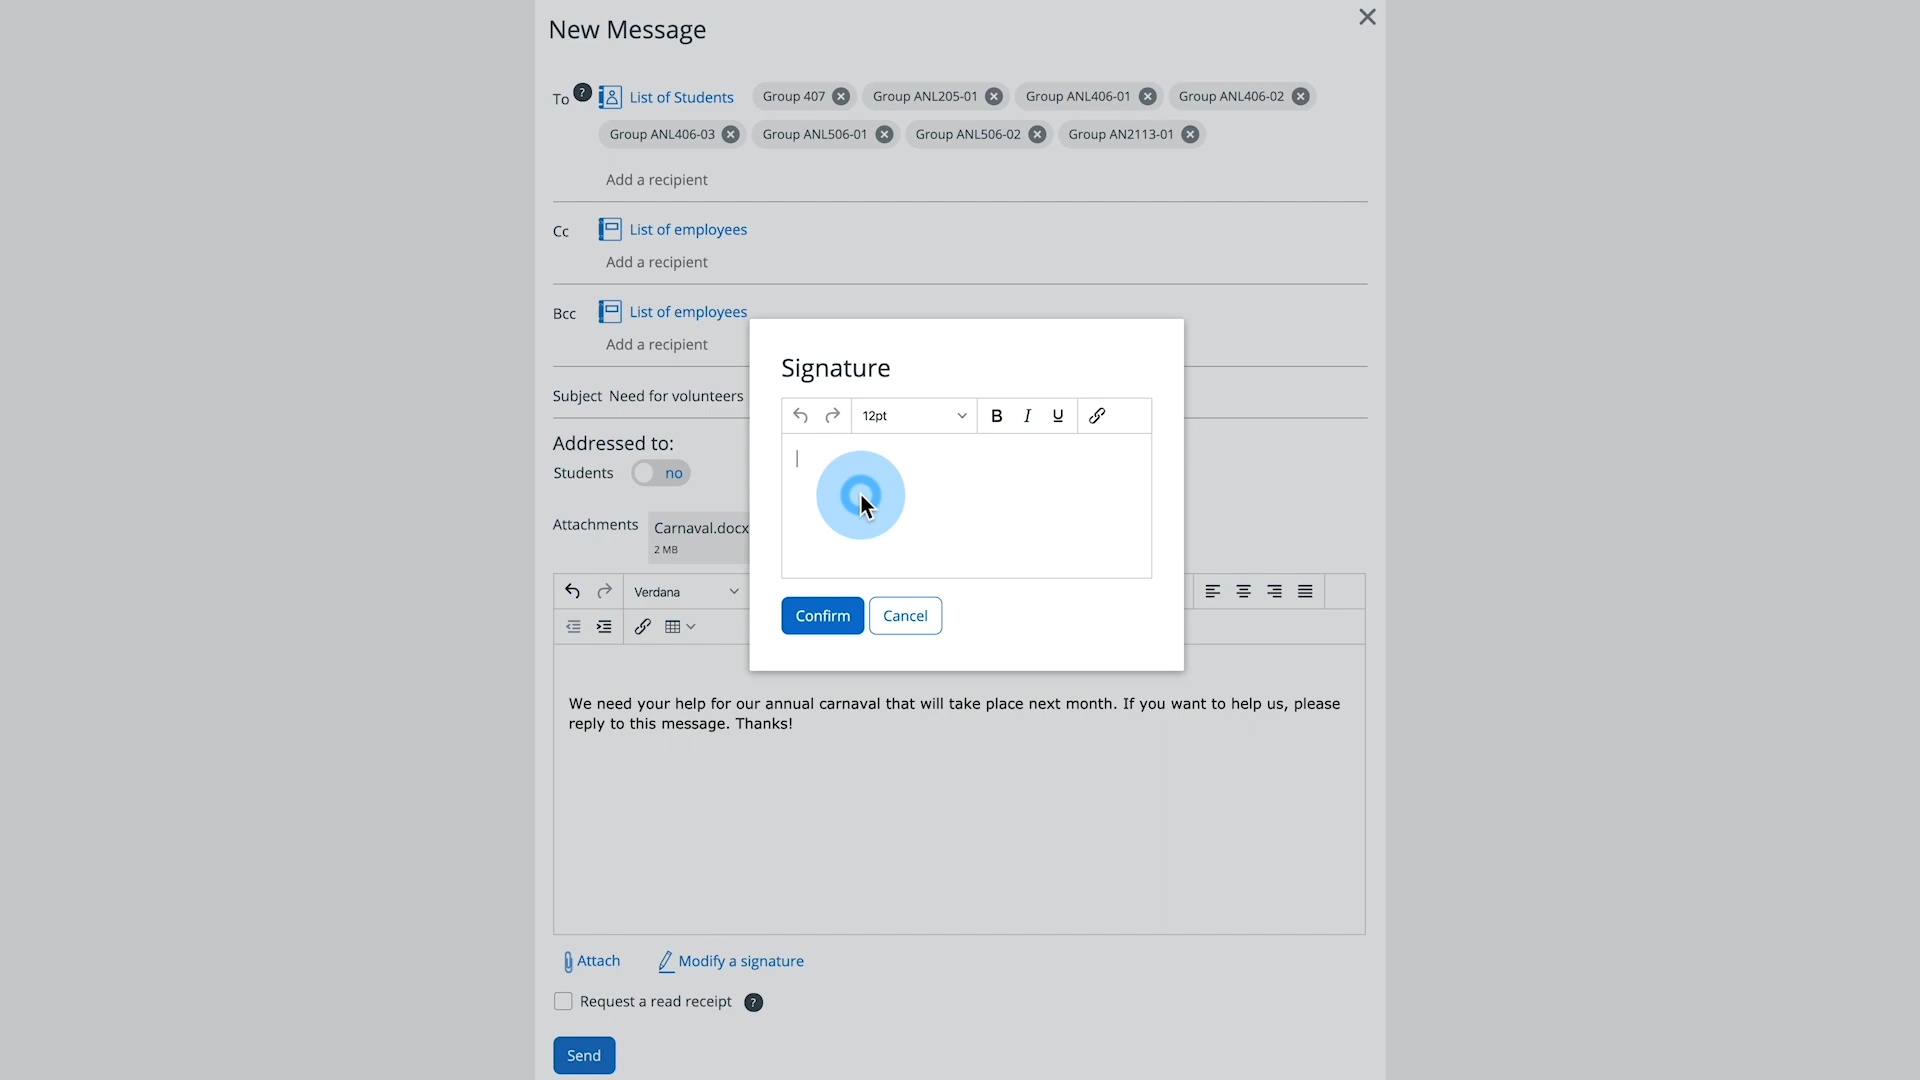 New Message
To ? List of Students Group 407 Group ANL205-01 Group ANL406-01 Group ANL406-02
Group ANL406-03 Group ANL506-01 Group ANL506-02 Group AN2113-01
Add a recipient
Cc List of employees
Add a recipient
Bcc List of employees
Add a recipient
Signature
Subject Need for volunteers
12pt B I U
Addressed to:
Students no
Attachments Carnaval.docx
2 MB
Verdana
Confirm Cancel
We need your help for our annual carnaval that will take place next month. If you want to help us, please
reply to this message. Thanks!
Attach Modify a signature
Request a read receipt ?
Send